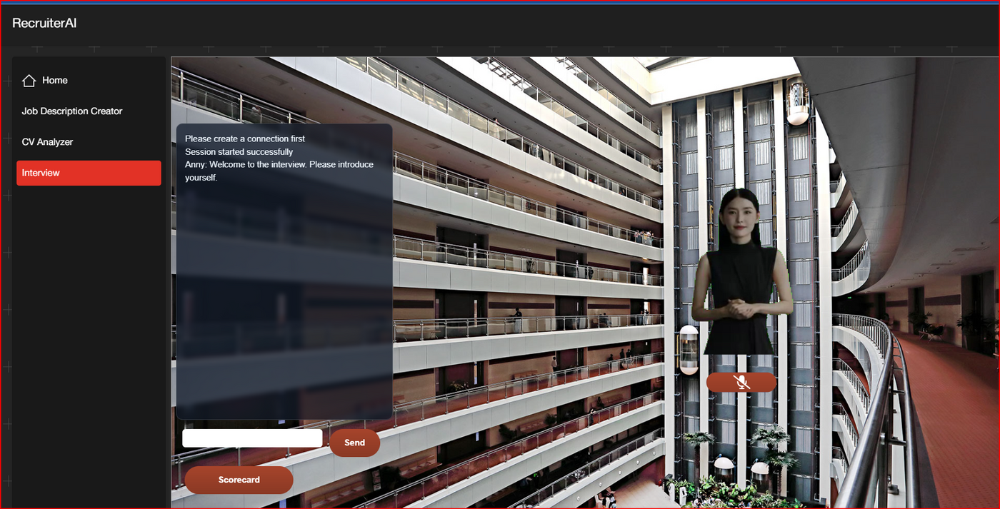 RecruiterAI
Home
Job Description Creator
CV Analyzer
Interview
Please create a connection first
Session started successfully
Anny: Welcome to the interview. Please introduce
yourself.
Send
Scorecard